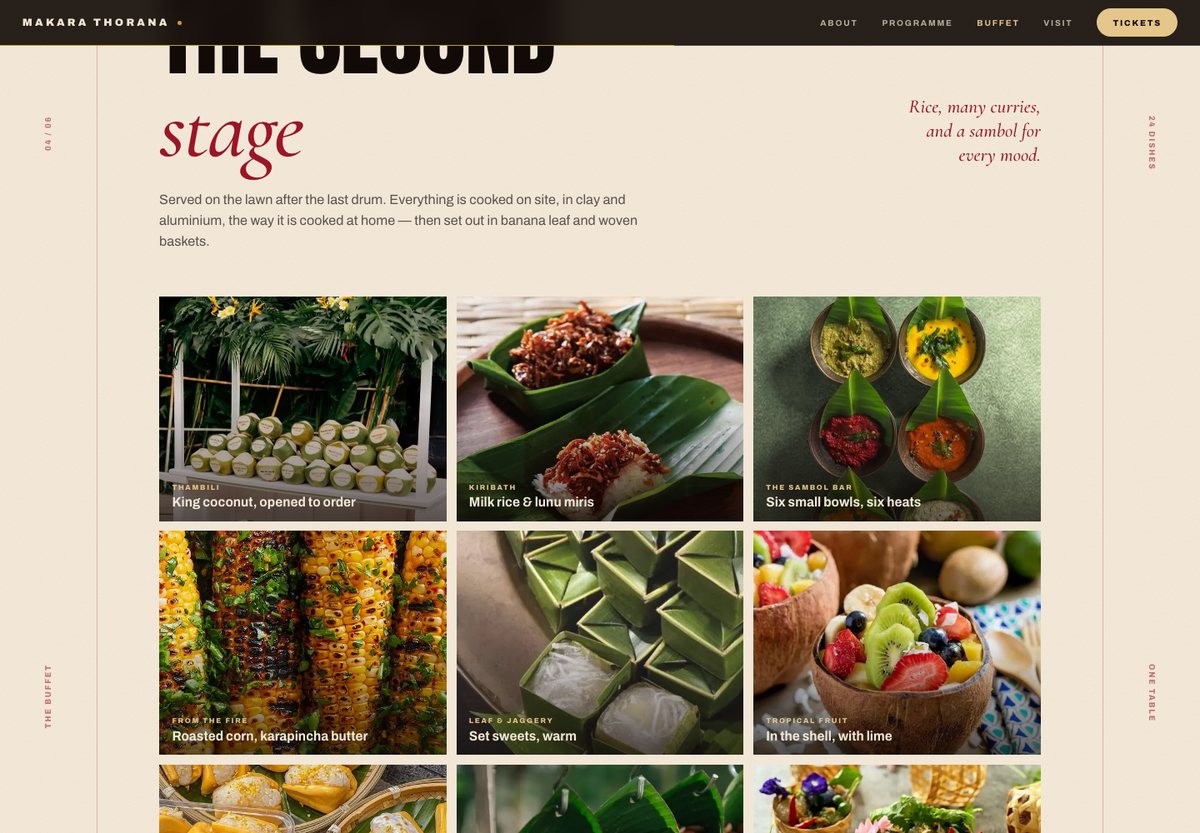 MAKARA THORANA
ABOUT
PROGRAMME
BUFFET
VISIT
TICKETS
THE SECOND
stage
Rice, many curries,
and a sambol for
every mood.
04 / 06
24 DISHES
Served on the lawn after the last drum. Everything is cooked on site, in clay and
aluminium, the way it is cooked at home — then set out in banana leaf and woven
baskets.
THAMBILI
King coconut, opened to order
KIRIBATH
Milk rice & lunu miris
THE SAMBOL BAR
Six small bowls, six heats
THE BUFFET
ONE TABLE
FROM THE FIRE
Roasted corn, karapincha butter
LEAF & JAGGERY
Set sweets, warm
TROPICAL FRUIT
In the shell, with lime